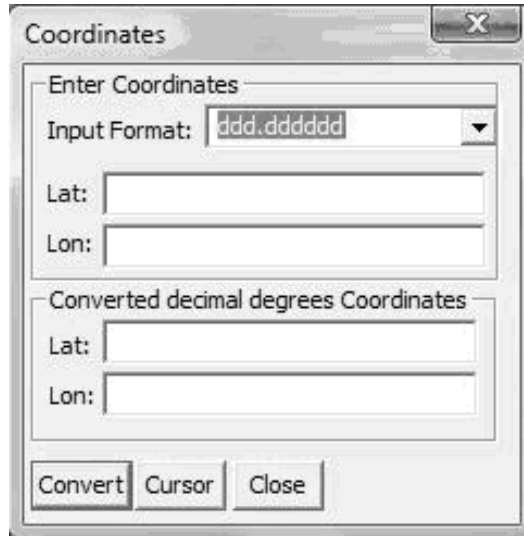 Coordinates
Enter Coordinates
Input Format: ddd.dddddd
Lat:
Lon:
Converted decimal degrees Coordinates
Lat:
Lon:
Convert Cursor Close